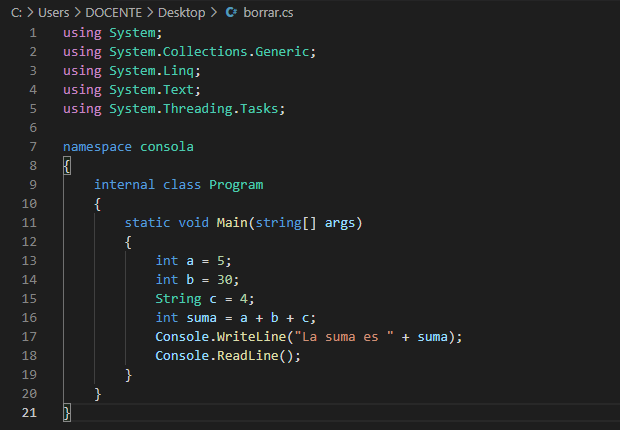 C: > Users > DOCENTE > Desktop > borrar.cs
1 using System;
2 using System.Collections.Generic;
3 using System.Linq;
4 using System.Text;
5 using System.Threading.Tasks;
6
7 namespace consola
8 {
9 internal class Program
10 {
11 static void Main(string[] args)
12 {
13 int a = 5;
14 int b = 30;
15 String c = 4;
16 int suma = a + b + c;
17 Console.WriteLine("La suma es " + suma);
18 Console.ReadLine();
19 }
20 }
21 }